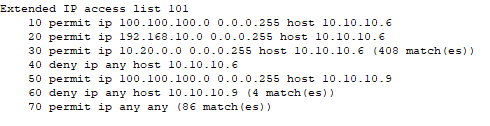 Extended IP access list 101
    10 permit ip 100.100.100.0 0.0.0.255 host 10.10.10.6
    20 permit ip 192.168.10.0 0.0.0.255 host 10.10.10.6
    30 permit ip 10.20.0.0 0.0.0.255 host 10.10.10.6 (408 match(es))
    40 deny ip any host 10.10.10.6
    50 permit ip 100.100.100.0 0.0.0.255 host 10.10.10.9
    60 deny ip any host 10.10.10.9 (4 match(es))
    70 permit ip any any (86 match(es))